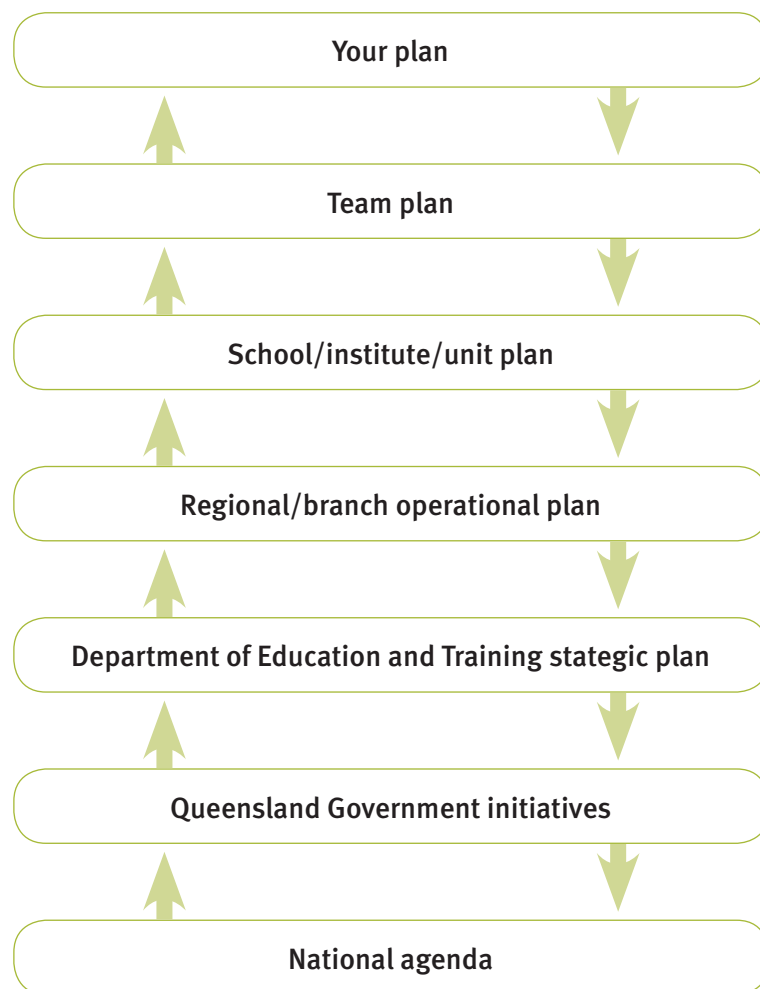 Your plan
Team plan
School/institute/unit plan
Regional/branch operational plan
Department of Education and Training stategic plan
Queensland Government initiatives
National agenda